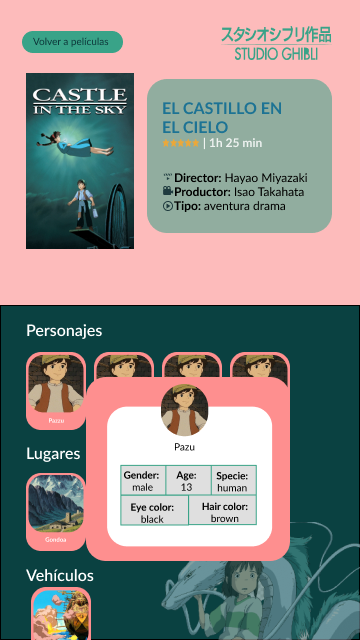 Volver a películas
スタジオジブリ作品
STUDIO GHIBLI
CASTLE
IN THE SKY
EL CASTILLO EN
EL CIELO
| 1h 25 min
Director: Hayao Miyazaki
Productor: Isao Takahata
Tipo: aventura drama
Personajes
Pazu
Pazu
Gender: male
Age: 13
Specie: human
Eye color: black
Hair color: brown
Lugares
Gondoa
Vehículos